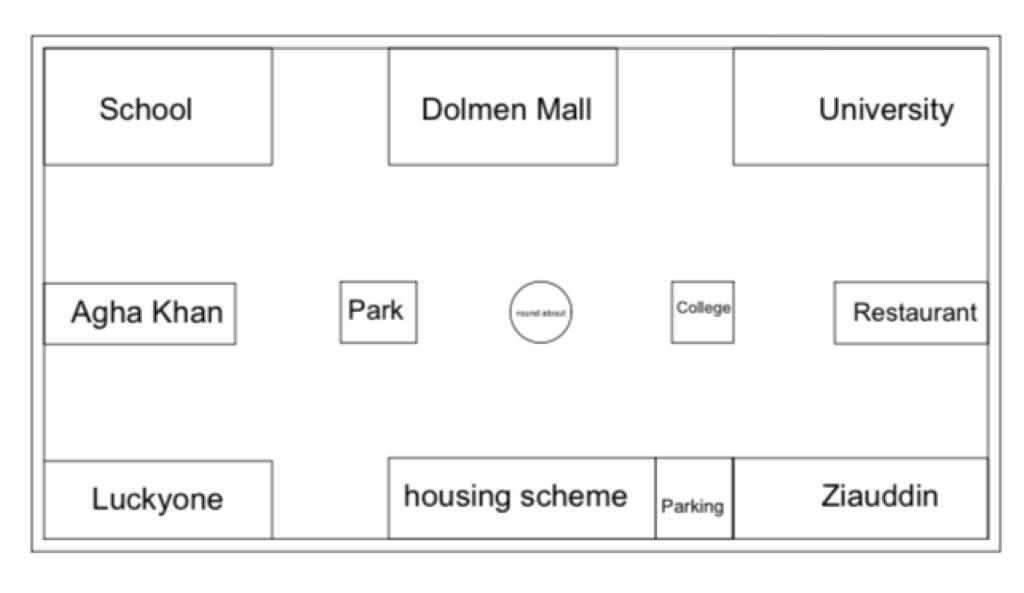 School
Dolmen Mall
University
Agha Khan
Park
round about
College
Restaurant
Luckyone
housing scheme
Parking
Ziauddin